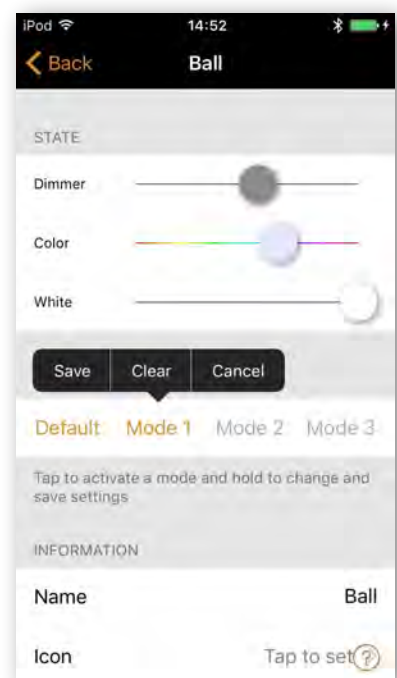 iPod 14:52
Back Ball
STATE
Dimmer
Color
White
Save Clear Cancel
Default Mode 1 Mode 2 Mode 3
Tap to activate a mode and hold to change and
save settings
INFORMATION
Name Ball
Icon Tap to set ?